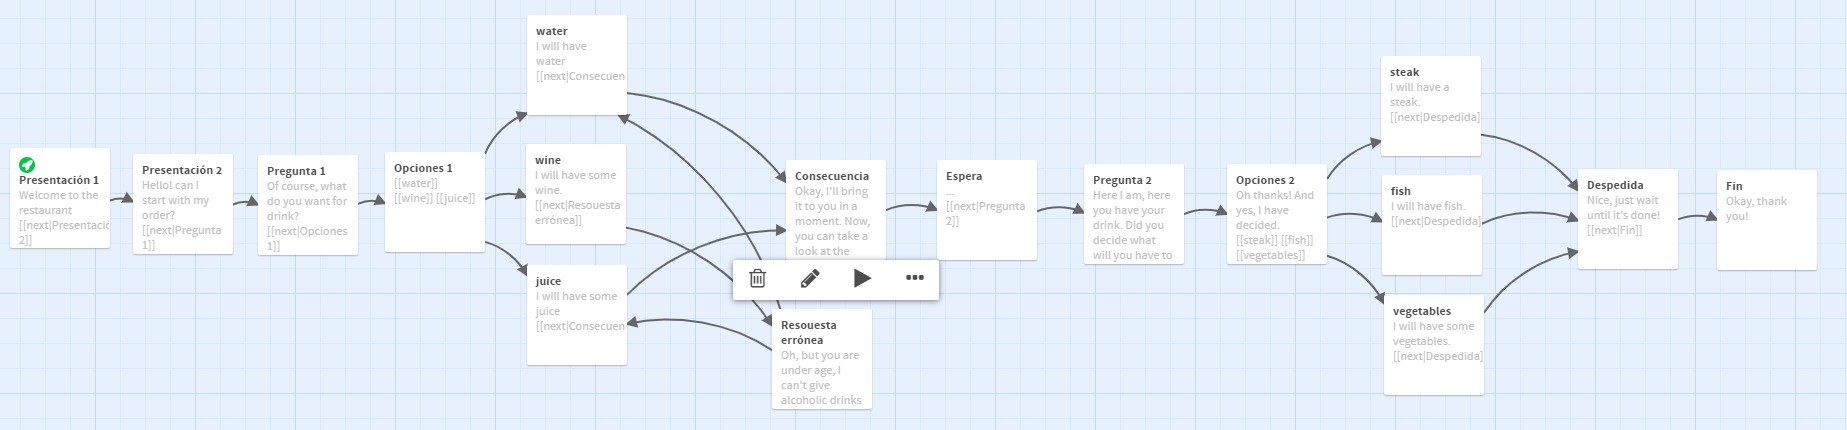 Presentación 1
Welcome to the
restaurant
[[next|Presentació
2]]
Presentación 2
Hello! can I
start with my
order?
[[next|Pregunta
1]]
Pregunta 1
Of course, what
do you want for
drink?
[[next|Opciones
1]]
Opciones 1
[[water]]
[[wine]] [[juice]]
water
I will have
water
[[next|Consecuen
wine
I will have some
wine.
[[next|Resouesta
errónea]]
juice
I will have some
juice
[[next|Consecuen
Consecuencia
Okay, I'll bring
it to you in a
moment. Now,
you can take a
look at the
Resouesta
errónea
Oh, but you are
under age, I
can't give
alcoholic drinks
Espera
...
[[next|Pregunta
2]]
Pregunta 2
Here I am, here
you have your
drink. Did you
decide what
will you have to
Opciones 2
Oh thanks! And
yes, I have
decided.
[[steak]] [[fish]]
[[vegetables]]
steak
I will have a
steak.
[[next|Despedida]
fish
I will have fish.
[[next|Despedida]
vegetables
I will have some
vegetables.
[[next|Despedida]
Despedida
Nice, just wait
until it's done!
[[next|Fin]]
Fin
Okay, thank
you!